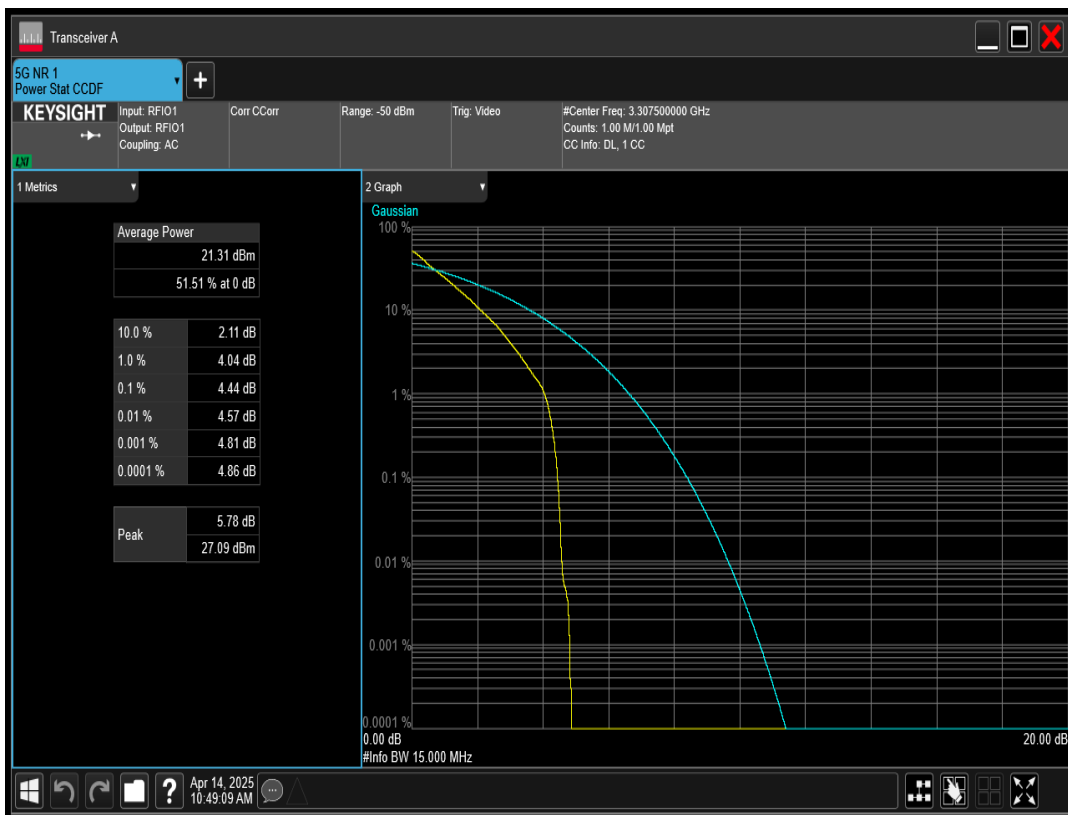 Transceiver A
5G NR 1
Power Stat CCDF
+
KEYSIGHT
LXI
Input: RFIO1
Output: RFIO1
Coupling: AC
Corr CCorr
Range: -50 dBm
Trig: Video
#Center Freq: 3.307500000 GHz
Counts: 1.00 M/1.00 Mpt
CC Info: DL, 1 CC
1 Metrics
Average Power
21.31 dBm
51.51 % at 0 dB
10.0 % 2.11 dB
1.0 % 4.04 dB
0.1 % 4.44 dB
0.01 % 4.57 dB
0.001 % 4.81 dB
0.0001 % 4.86 dB
Peak 5.78 dB
27.09 dBm
2 Graph
Gaussian
100 %
10 %
1 %
0.1 %
0.01 %
0.001 %
0.0001 %
0.00 dB 20.00 dB
#Info BW 15.000 MHz
?
Apr 14, 2025
10:49:09 AM